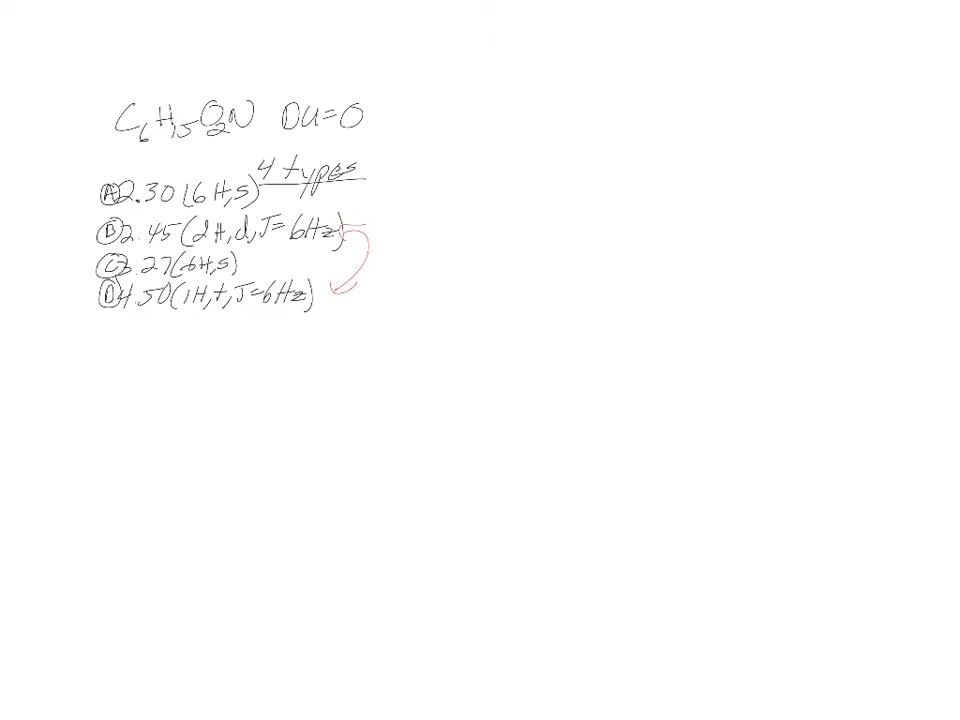 C6H15O2N DU=0
4 types
(A) 2.30 (6H,s)
(B) 2.45 (2H, d, J=6Hz)
(C) 3.27 (6H,s)
(D) 4.50 (1H, t, J=6Hz)